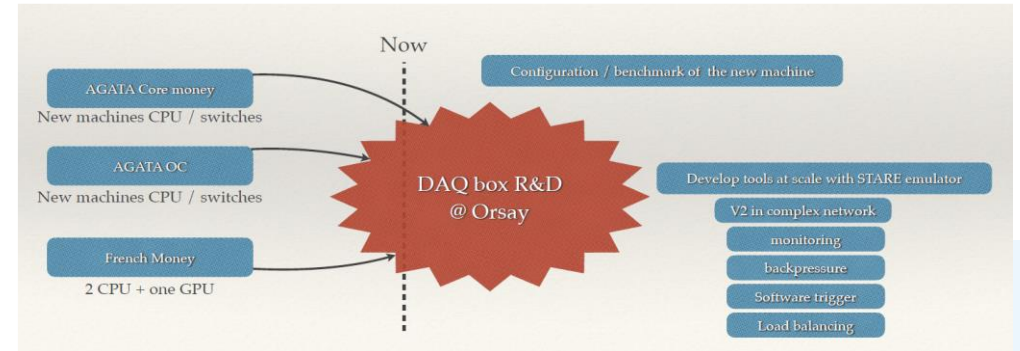 Now
Configuration / benchmark of the new machine
AGATA Core money
New machines CPU / switches
AGATA OC
New machines CPU / switches
DAQ box R&D
@ Orsay
Develop tools at scale with STARE emulator
V2 in complex network
monitoring
backpressure
Software trigger
Load balancing
French Money
2 CPU + one GPU